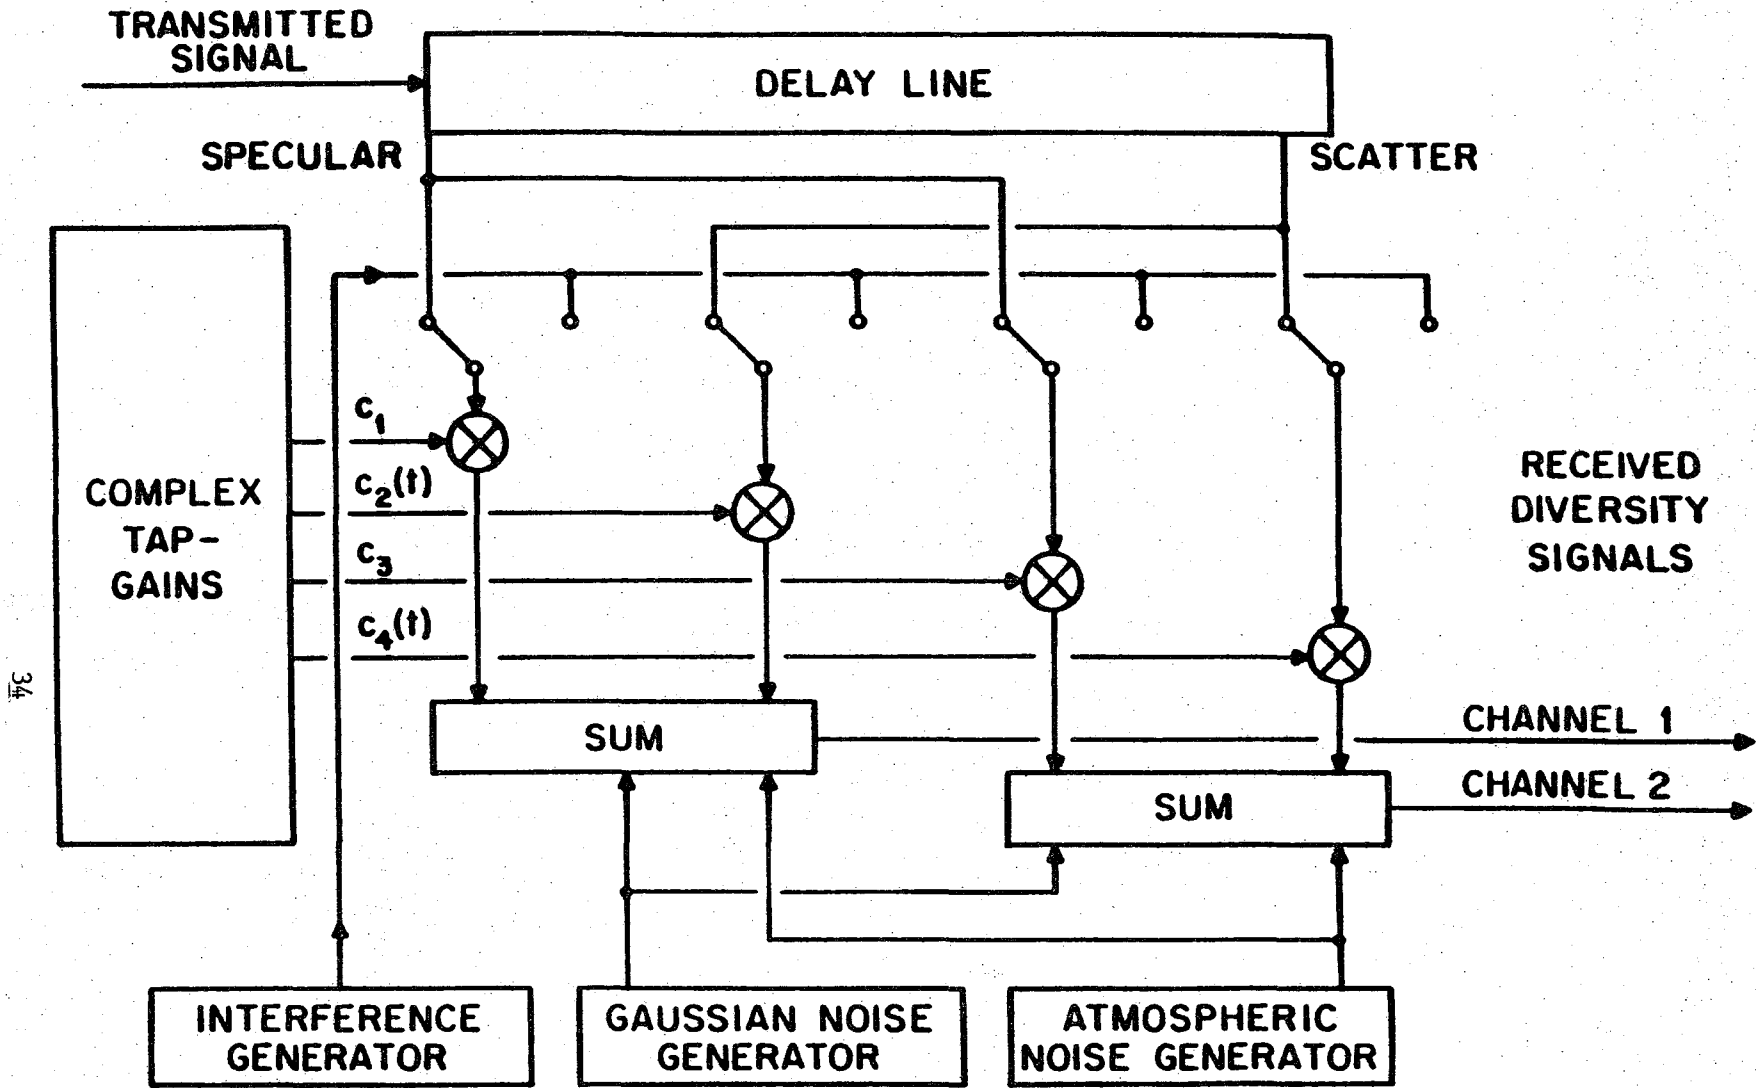 TRANSMITTED
SIGNAL
DELAY LINE
SPECULAR
SCATTER
COMPLEX
TAP-
GAINS
c1
c2(t)
c3
c4(t)
RECEIVED
DIVERSITY
SIGNALS
SUM
CHANNEL 1
SUM
CHANNEL 2
INTERFERENCE
GENERATOR
GAUSSIAN NOISE
GENERATOR
ATMOSPHERIC
NOISE GENERATOR
34